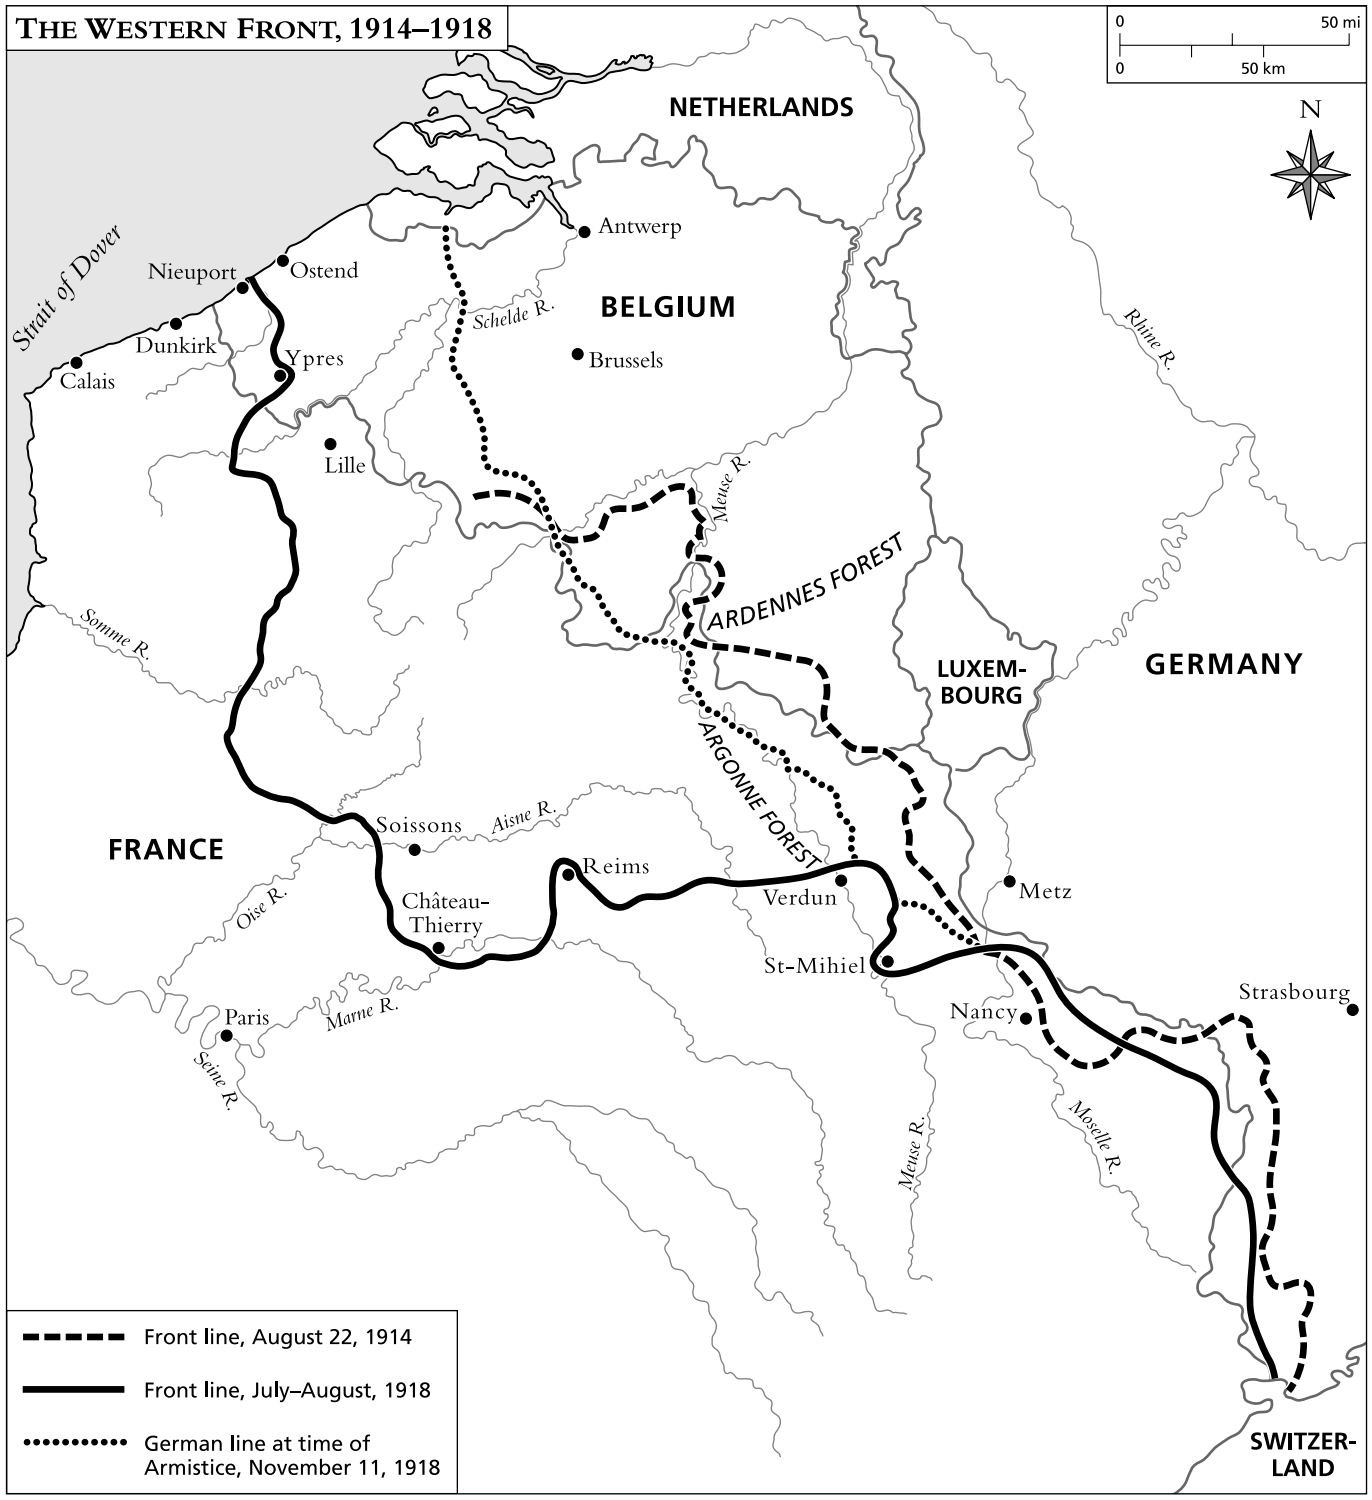 THE WESTERN FRONT, 1914–1918
0 50 mi
0 50 km
N
NETHERLANDS
Strait of Dover
Antwerp
Nieuport
Ostend
BELGIUM
Schelde R.
Rhine R.
Dunkirk
Ypres
Brussels
Calais
Lille
Meuse R.
ARDENNES FOREST
Somme R.
LUXEM-
BOURG
GERMANY
ARGONNE FOREST
FRANCE
Soissons
Aisne R.
Reims
Oise R.
Château-
Thierry
Verdun
Metz
St-Mihiel
Strasbourg
Paris
Marne R.
Nancy
Seine R.
Meuse R.
Moselle R.
Front line, August 22, 1914
Front line, July–August, 1918
German line at time of
Armistice, November 11, 1918
SWITZER-
LAND